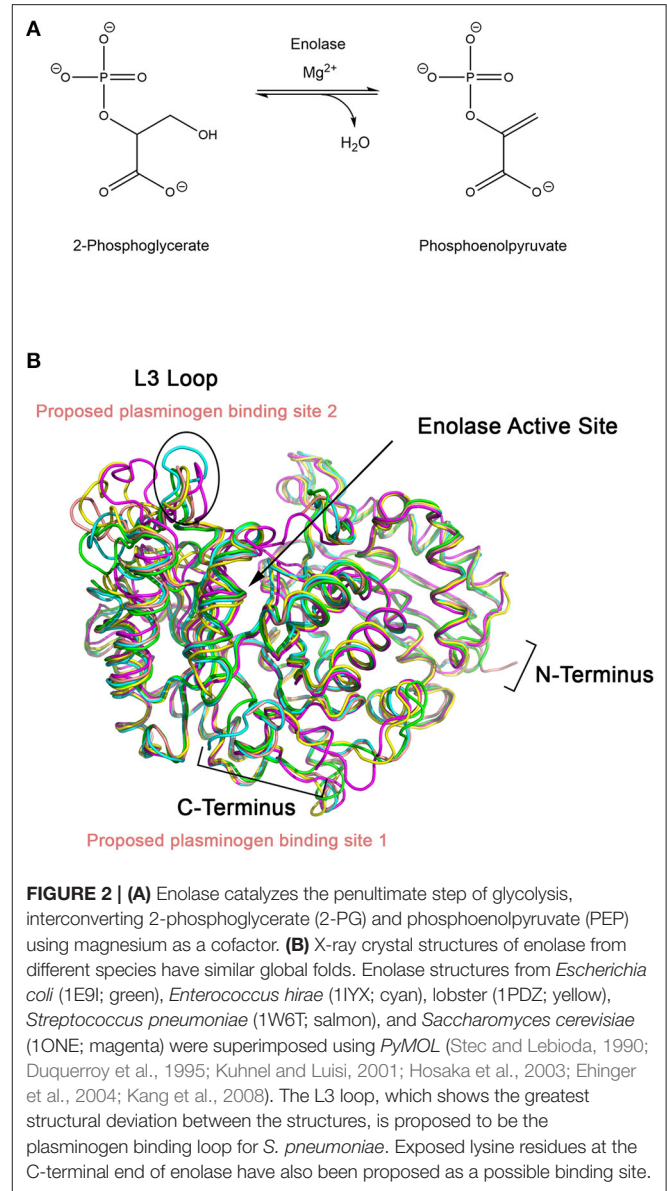 A
⊖
O
⊖
O
P
O
⊖
O
OH
O
O
⊖
2-Phosphoglycerate
Enolase
Mg2+
H2O
⊖
O
⊖
O
P
O
⊖
O
O
O
⊖
Phosphoenolpyruvate
B
L3 Loop
Proposed plasminogen binding site 2
Enolase Active Site
N-Terminus
C-Terminus
Proposed plasminogen binding site 1
FIGURE 2 | (A) Enolase catalyzes the penultimate step of glycolysis,
interconverting 2-phosphoglycerate (2-PG) and phosphoenolpyruvate (PEP)
using magnesium as a cofactor. (B) X-ray crystal structures of enolase from
different species have similar global folds. Enolase structures from Escherichia
coli (1E9I; green), Enterococcus hirae (1IYX; cyan), lobster (1PDZ; yellow),
Streptococcus pneumoniae (1W6T; salmon), and Saccharomyces cerevisiae
(1ONE; magenta) were superimposed using PyMOL (Stec and Lebioda, 1990;
Duquerroy et al., 1995; Kuhnel and Luisi, 2001; Hosaka et al., 2003; Ehinger
et al., 2004; Kang et al., 2008). The L3 loop, which shows the greatest
structural deviation between the structures, is proposed to be the
plasminogen binding loop for S. pneumoniae. Exposed lysine residues at the
C-terminal end of enolase have also been proposed as a possible binding site.